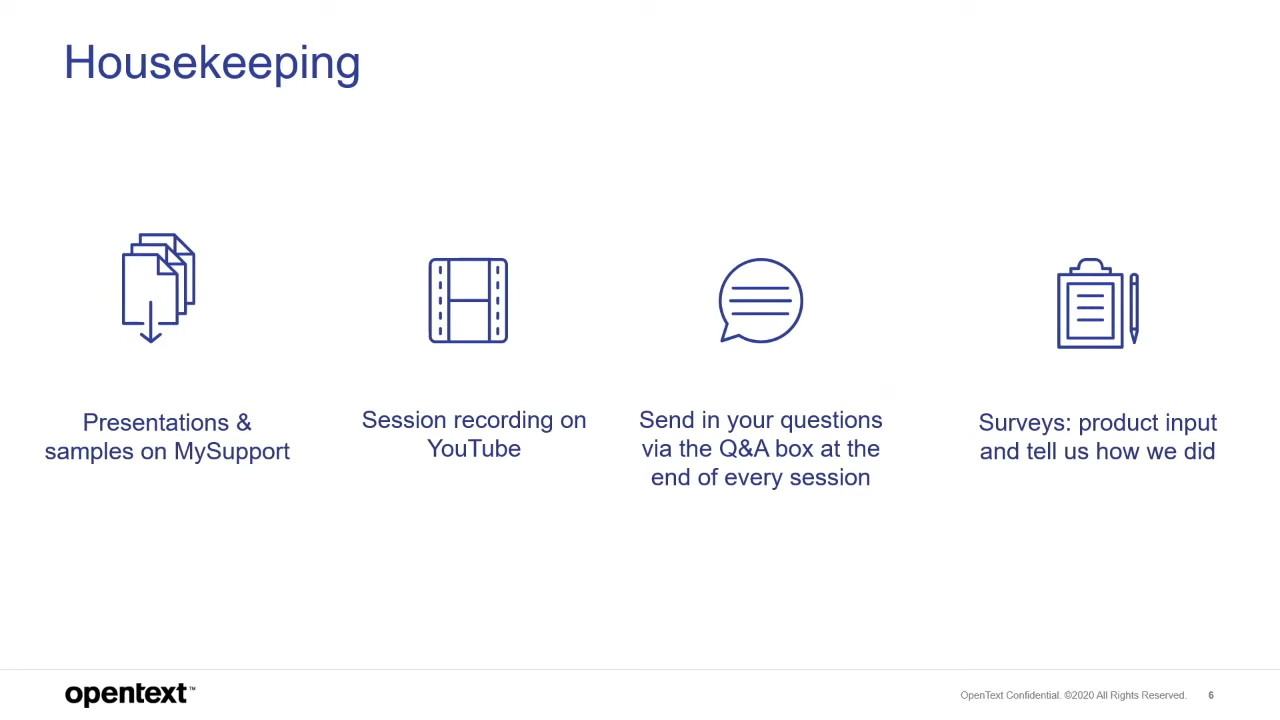 Housekeeping
Presentations &
samples on MySupport
Session recording on
YouTube
Send in your questions
via the Q&A box at the
end of every session
Surveys: product input
and tell us how we did
opentext™
OpenText Confidential. ©2020 All Rights Reserved. 6